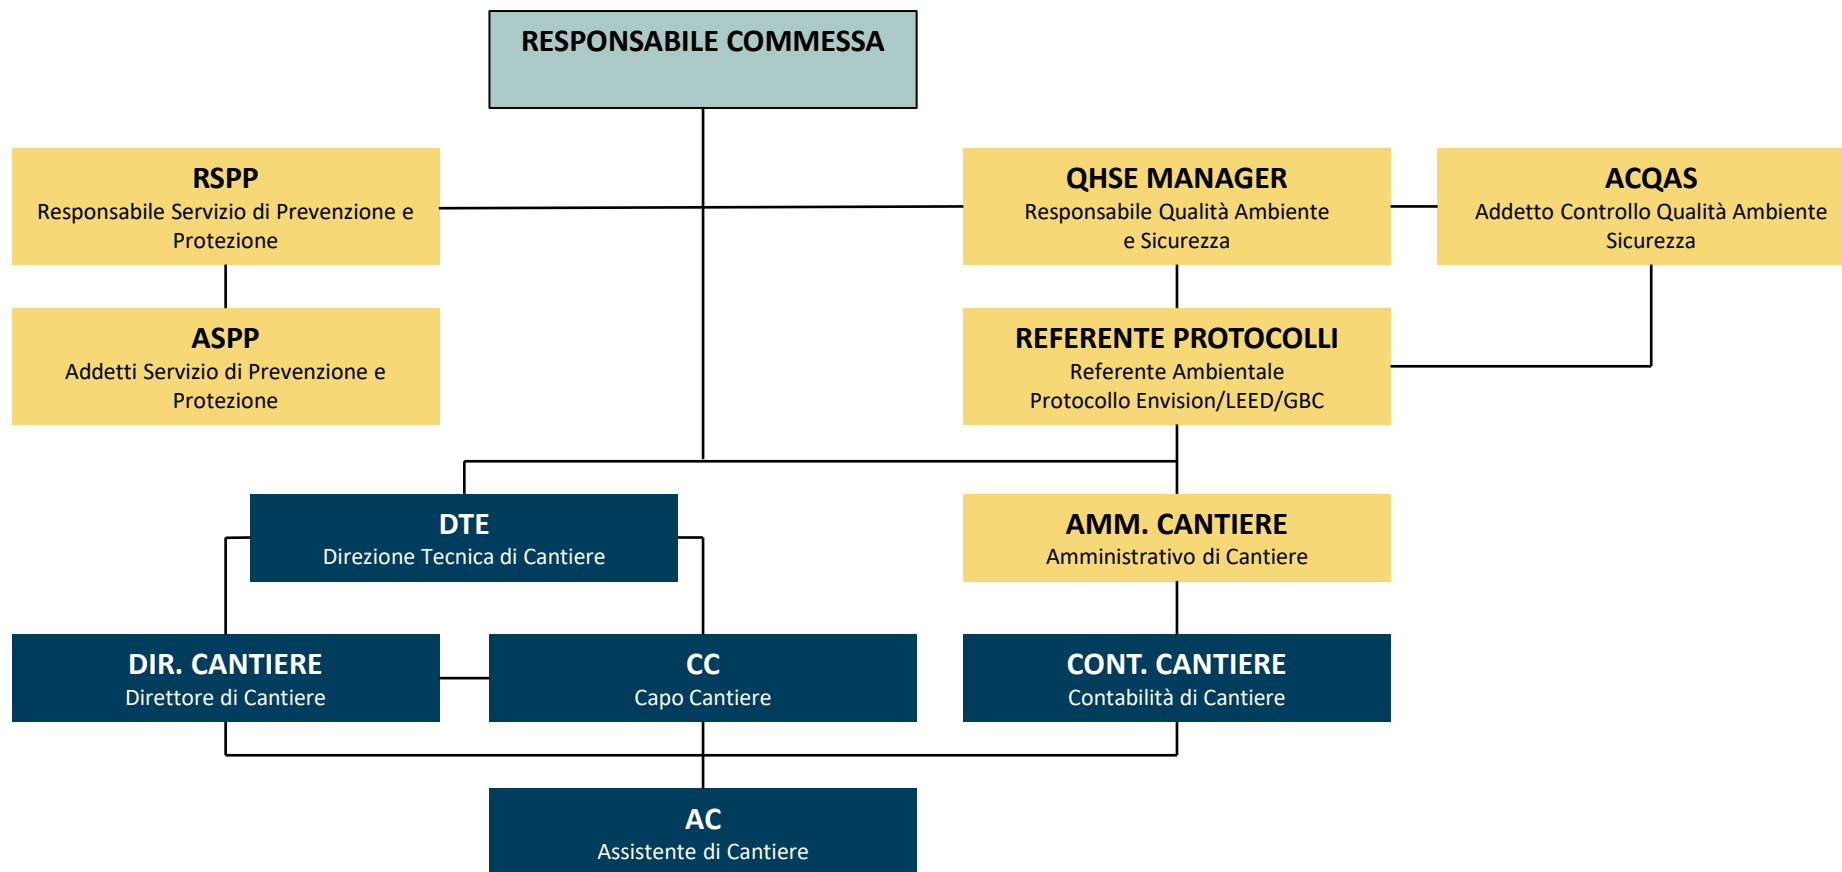 RESPONSABILE COMMESSA
RSPP
Responsabile Servizio di Prevenzione e
Protezione
QHSE MANAGER
Responsabile Qualità Ambiente
e Sicurezza
ACQAS
Addetto Controllo Qualità Ambiente
Sicurezza
ASPP
Addetti Servizio di Prevenzione e
Protezione
REFERENTE PROTOCOLLI
Referente Ambientale
Protocollo Envision/LEED/GBC
DTE
Direzione Tecnica di Cantiere
AMM. CANTIERE
Amministrativo di Cantiere
DIR. CANTIERE
Direttore di Cantiere
CC
Capo Cantiere
CONT. CANTIERE
Contabilità di Cantiere
AC
Assistente di Cantiere